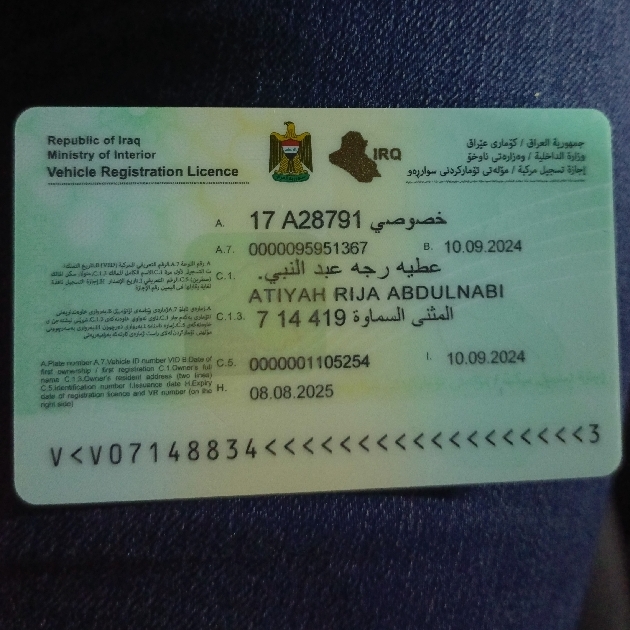 Republic of Iraq
Ministry of Interior
Vehicle Registration Licence
IRQ
جمهورية العراق / كۆماری عێراق
وزارة الداخلية / وەزارەتی ناوخۆ
إجازة تسجيل مركبة / مۆڵەتی تۆمارکردنی
A. 17 A28791 خصوصي
A.7. 0000095951367 B. 10.09.2024
C.1. عطيه رجه عبد النبي.
ATIYAH RIJA ABDULNABI
C.1.3. 7 14 419 المثنى السماوة
C.5. 0000001105254 I. 10.09.2024
H. 08.08.2025
A.Plate number A.7.Vehicle ID number VID B.Date of
first ownership / first registration C.1.Owner's full
name C.1.3.Owner's resident address (two lines)
C.5.Identification number I.Issuance date H.Expiry
date of registration licence and VR number (on the
right side)
V<V07148834<<<<<<<<<<<<<<<<<<<3